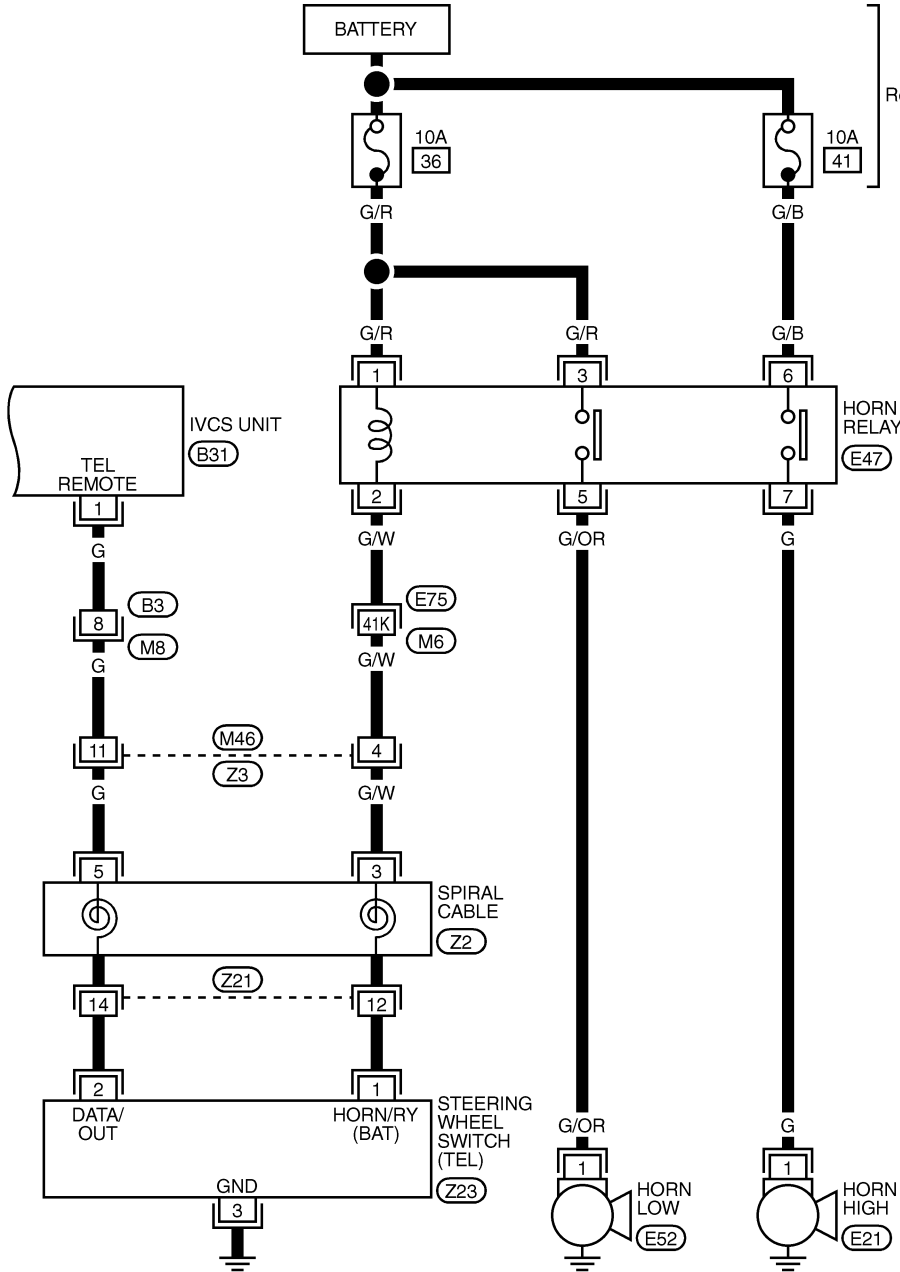 BATTERY
Re
10A
36
10A
41
G/R
G/B
G/R
G/R
G/B
1
3
6
IVCS UNIT
B31
TEL
REMOTE
HORN
RELAY
E47
1
2
5
7
G
G/W
G/OR
G
8
B3
M8
41K
E75
M6
G
G/W
11
M46
Z3
4
G
G/W
5
3
SPIRAL
CABLE
Z2
14
Z21
12
2
1
DATA/
OUT
HORN/RY
(BAT)
STEERING
WHEEL
SWITCH
(TEL)
Z23
GND
3
G/OR
G
1
1
HORN
LOW
E52
HORN
HIGH
E21